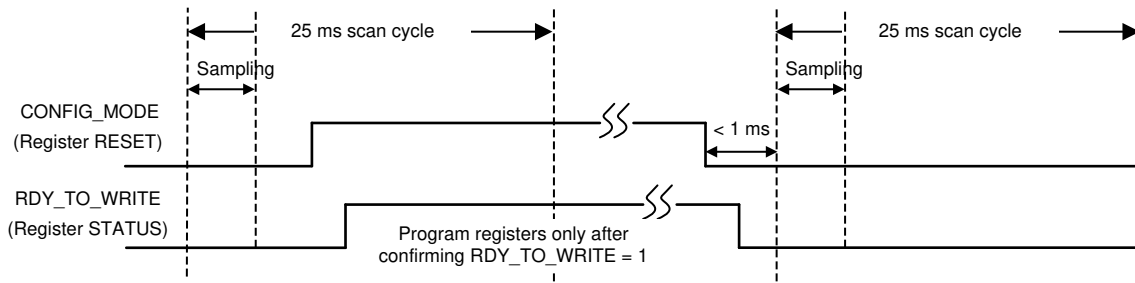 25 ms scan cycle
25 ms scan cycle
Sampling
Sampling
CONFIG_MODE
(Register RESET)
< 1 ms
RDY_TO_WRITE
(Register STATUS)
Program registers only after
confirming RDY_TO_WRITE = 1